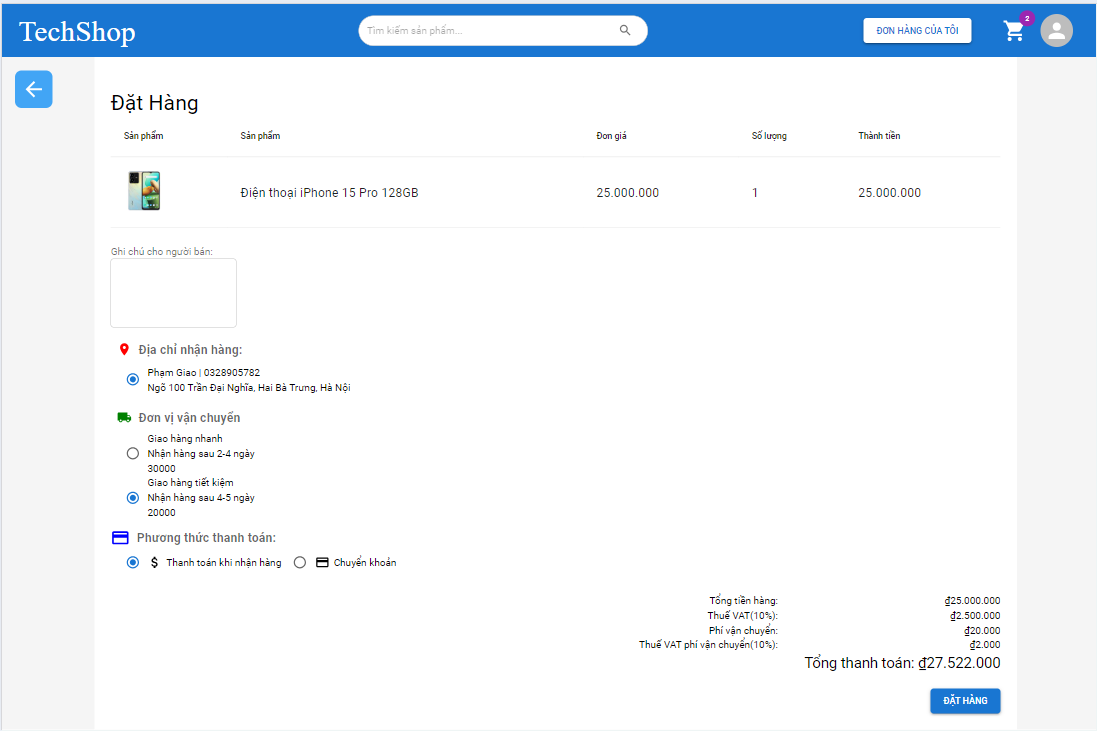 TechShop
Tìm kiếm sản phẩm...
ĐƠN HÀNG CỦA TÔI
2
Đặt Hàng
Sản phẩm Sản phẩm Đơn giá Số lượng Thành tiền
Điện thoại iPhone 15 Pro 128GB 25.000.000 1 25.000.000
Ghi chú cho người bán:
Địa chỉ nhận hàng:
Phạm Giao | 0328905782
Ngõ 100 Trần Đại Nghĩa, Hai Bà Trưng, Hà Nội
Đơn vị vận chuyển
Giao hàng nhanh
Nhận hàng sau 2-4 ngày
30000
Giao hàng tiết kiệm
Nhận hàng sau 4-5 ngày
20000
Phương thức thanh toán:
Thanh toán khi nhận hàng Chuyển khoản
Tổng tiền hàng: ₫25.000.000
Thuế VAT(10%): ₫2.500.000
Phí vận chuyển: ₫20.000
Thuế VAT phí vận chuyển(10%): ₫2.000
Tổng thanh toán: ₫27.522.000
ĐẶT HÀNG